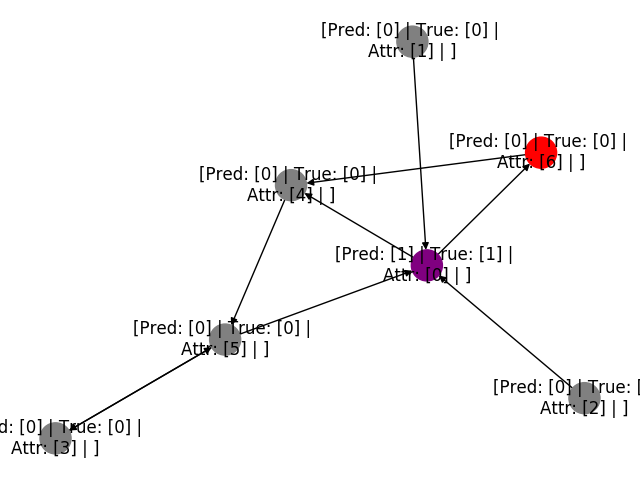 [Pred: [0] | True: [0] |
Attr: [1] | ]
[Pred: [0] | True: [0] |
Attr: [6] | ]
[Pred: [0] | True: [0] |
Attr: [4] | ]
[Pred: [1] | True: [1] |
Attr: [0] | ]
[Pred: [0] | True: [0] |
Attr: [5] | ]
[Pred: [0] | True: [
Attr: [2] | ]
d: [0] | True: [0] |
Attr: [3] | ]